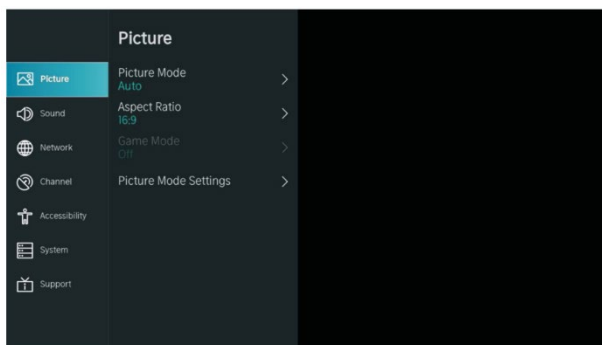 Picture
Sound
Network
Channel
Accessibility
System
Support
Picture
Picture Mode
Auto
Aspect Ratio
16:9
Game Mode
Off
Picture Mode Settings